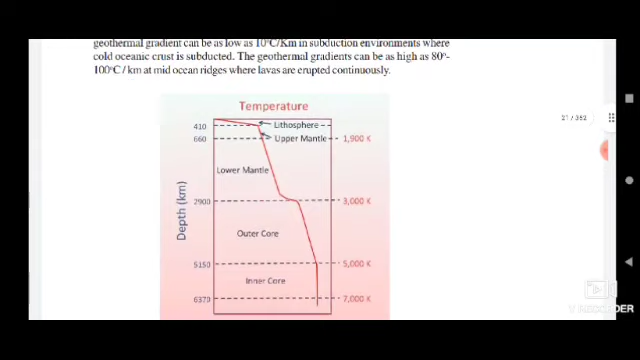 geothermal gradient can be as low as 10°C/Km in subduction environments where
cold oceanic crust is subducted. The geothermal gradients can be as high as 80°-
100°C / km at mid ocean ridges where lavas are erupted continuously.
Temperature
410
Lithosphere
660
Upper Mantle
1,900 K
Lower Mantle
Depth (km)
2900
3,000 K
Outer Core
5150
5,000 K
Inner Core
6370
7,000 K
21 / 382